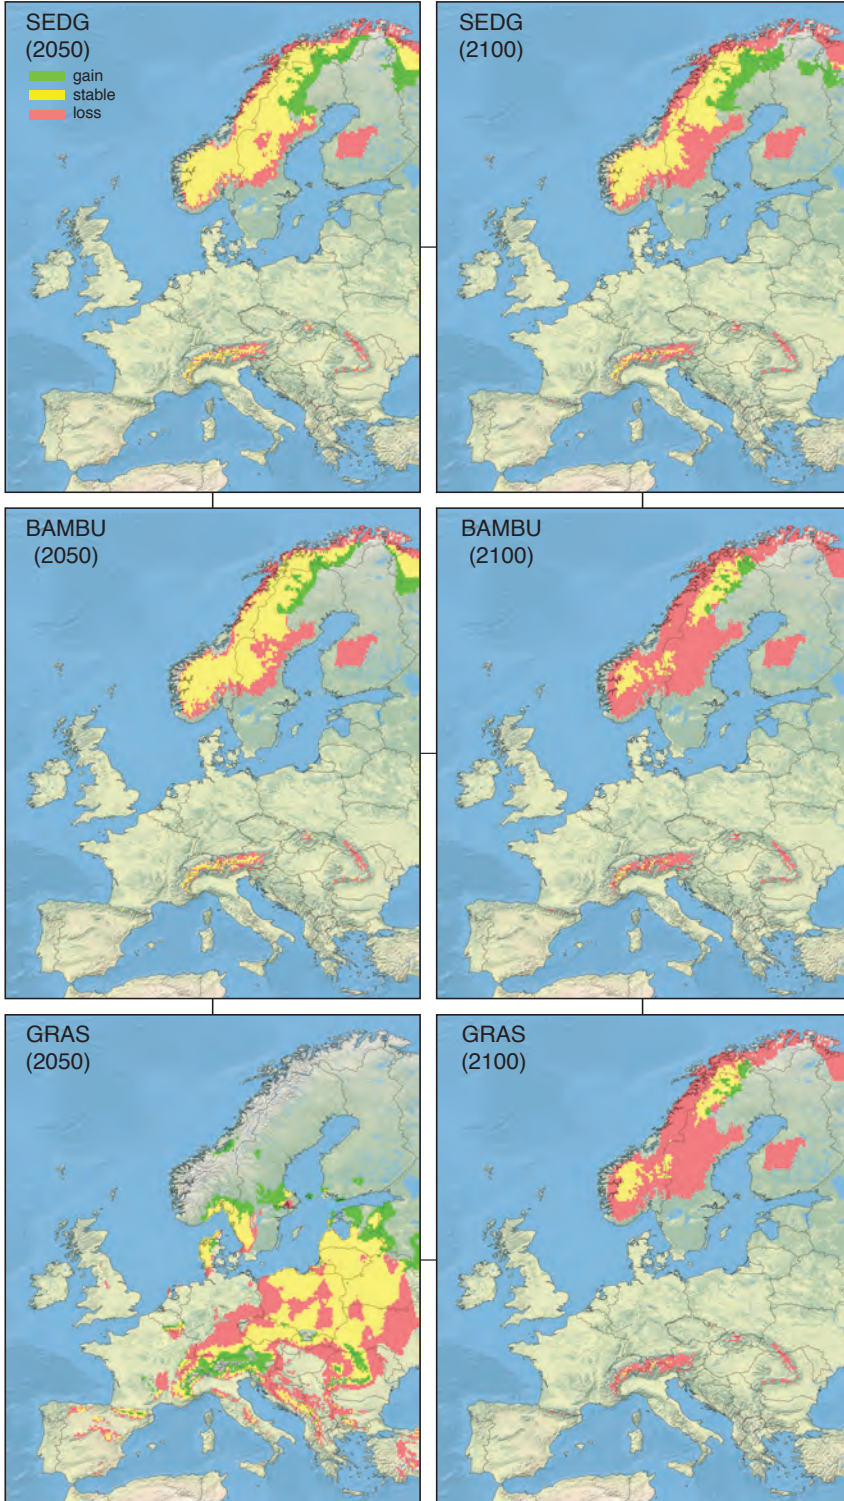 SEDG
(2050)
gain
stable
loss
SEDG
(2100)
BAMBU
(2050)
BAMBU
(2100)
GRAS
(2050)
GRAS
(2100)